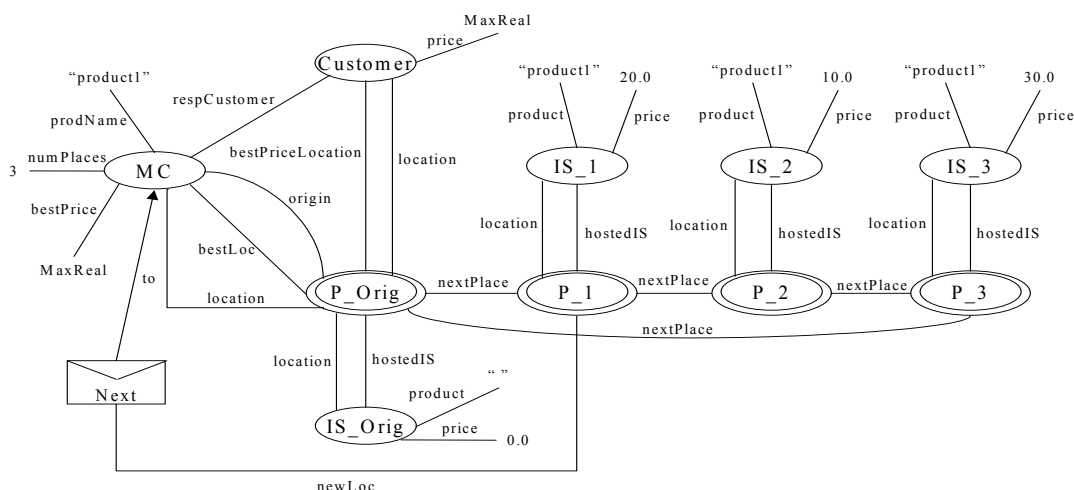 MaxReal
price
Customer
“product1”
prodName
respCustomer
numPlaces
3
MC
bestPrice
MaxReal
bestPriceLocation
location
origin
bestLoc
location
to
Next
“product1”
20.0
product
price
IS_1
location
hostedIS
“product1”
10.0
product
price
IS_2
location
hostedIS
“product1”
30.0
product
price
IS_3
location
hostedIS
P_Orig
nextPlace
P_1
nextPlace
P_2
nextPlace
P_3
nextPlace
location
hostedIS
product
“ ”
IS_Orig
price
0.0
newLoc